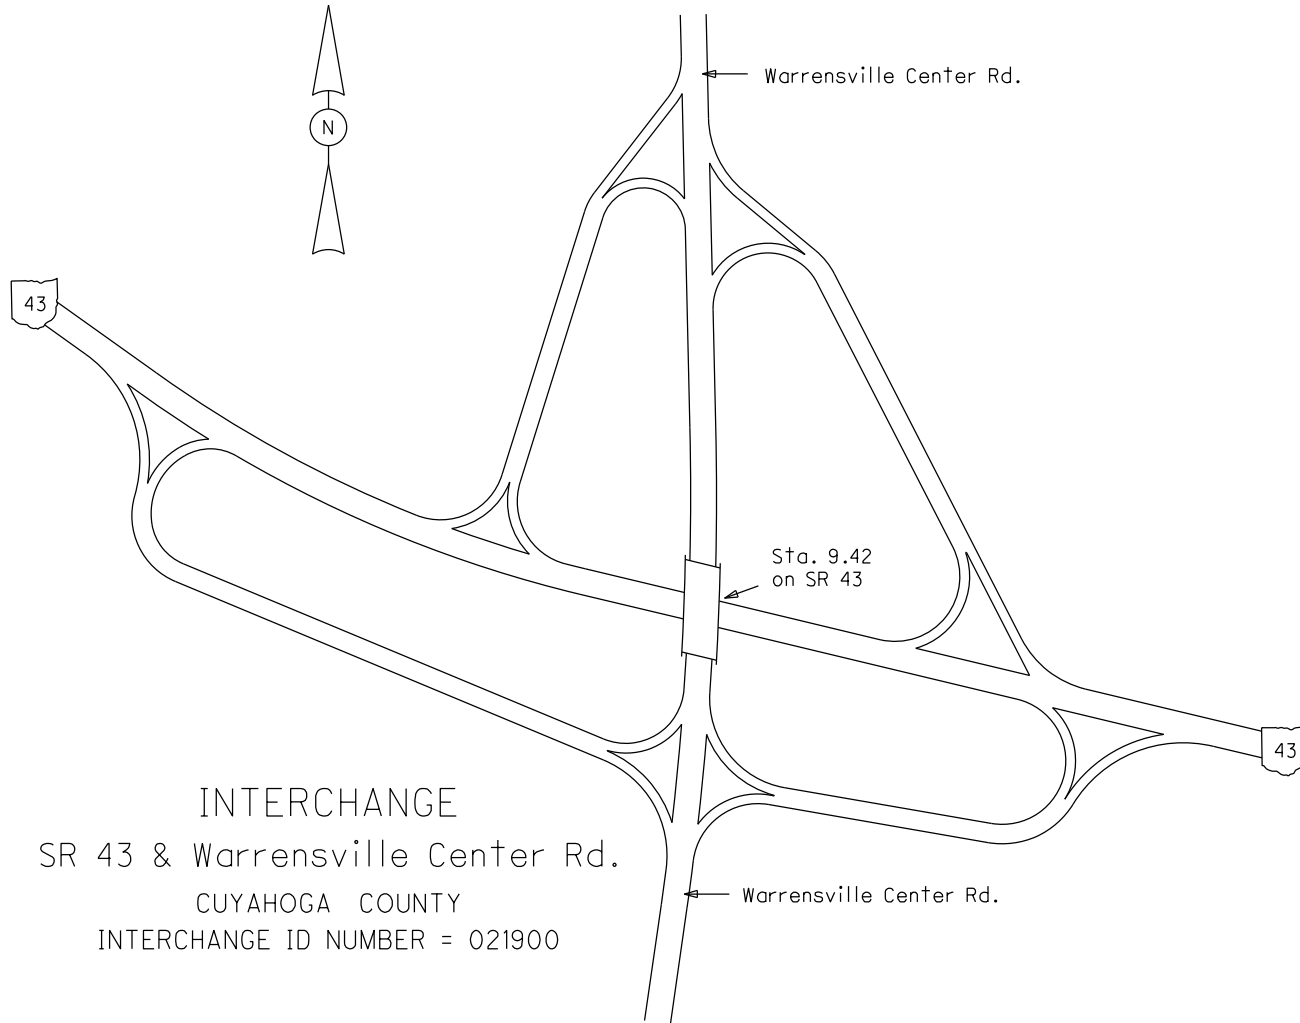 Warrensville Center Rd.
N
43
Sta. 9.42
on SR 43
43
INTERCHANGE
SR 43 & Warrensville Center Rd.
CUYAHOGA COUNTY
INTERCHANGE ID NUMBER = 021900
Warrensville Center Rd.